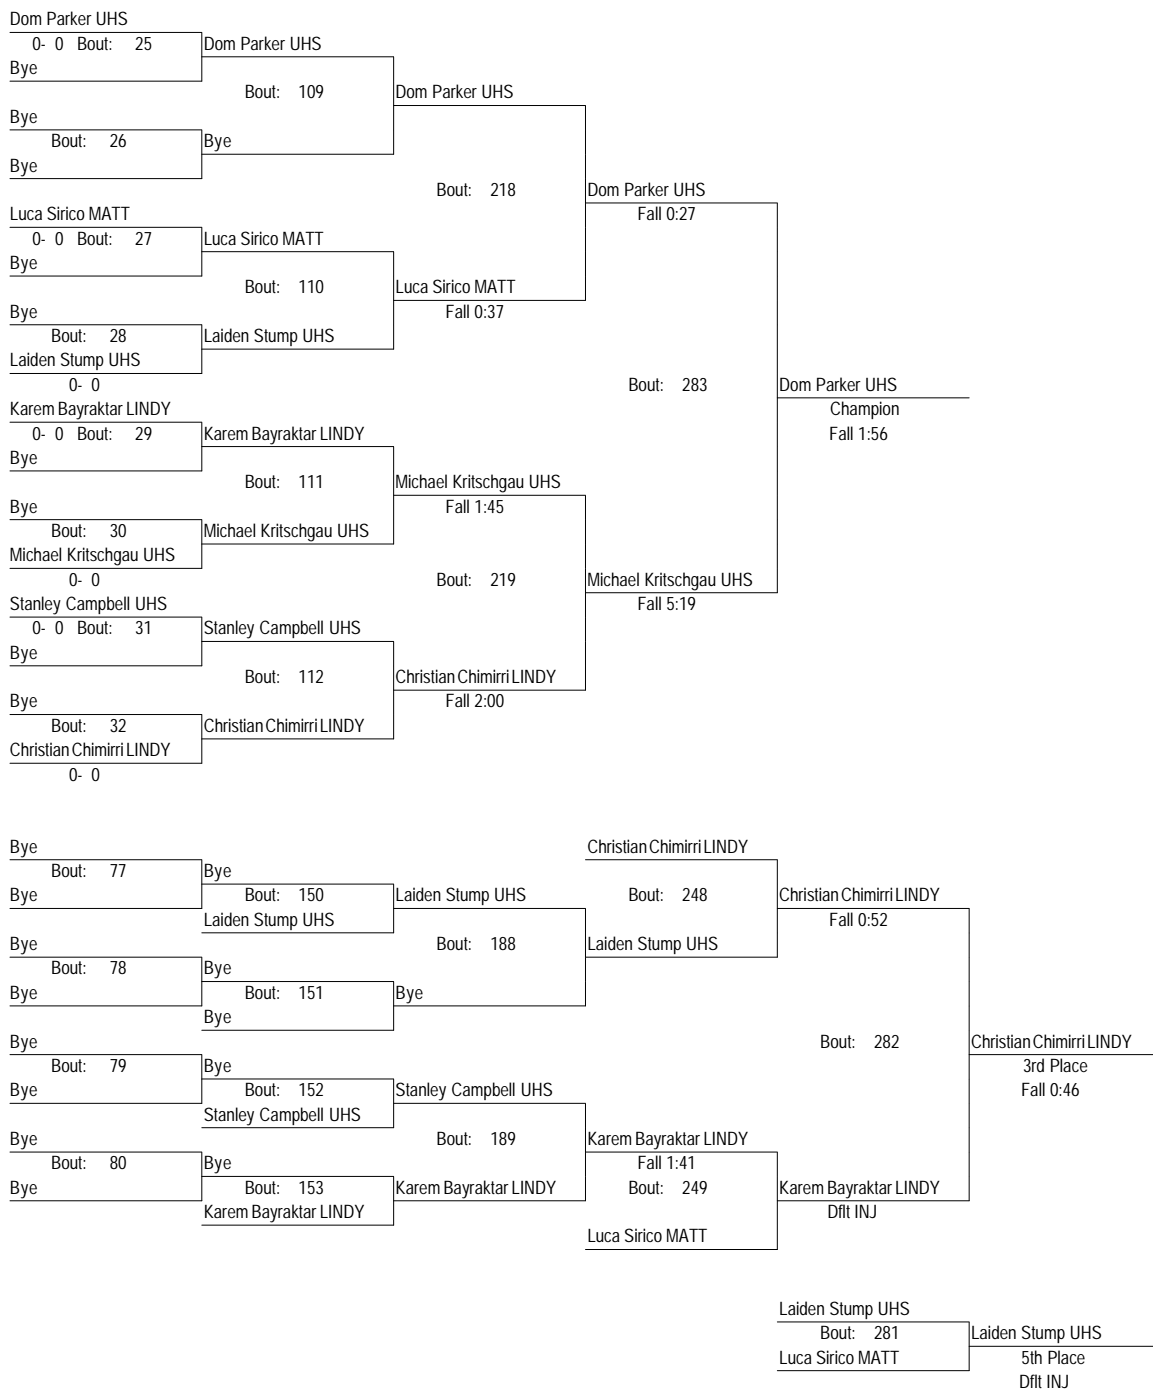 Dom Parker UHS
0- 0 Bout: 25 Dom Parker UHS
Bye
Bout: 109 Dom Parker UHS
Bye
Bout: 26 Bye
Bye
Bout: 218 Dom Parker UHS
Luca Sirico MATT Fall 0:27
0- 0 Bout: 27 Luca Sirico MATT
Bye
Bout: 110 Luca Sirico MATT
Bye Fall 0:37
Bout: 28 Laiden Stump UHS
Laiden Stump UHS
0- 0 Bout: 283 Dom Parker UHS
Karem Bayraktar LINDY Champion
0- 0 Bout: 29 Karem Bayraktar LINDY Fall 1:56
Bye
Bout: 111 Michael Kritschgau UHS
Bye Fall 1:45
Bout: 30 Michael Kritschgau UHS
Michael Kritschgau UHS
0- 0 Bout: 219 Michael Kritschgau UHS
Stanley Campbell UHS Fall 5:19
0- 0 Bout: 31 Stanley Campbell UHS
Bye
Bout: 112 Christian Chimirri LINDY
Bye Fall 2:00
Bout: 32 Christian Chimirri LINDY
Christian Chimirri LINDY
0- 0
Bye Christian Chimirri LINDY
Bout: 77 Bye
Bye Bout: 150 Laiden Stump UHS Bout: 248 Christian Chimirri LINDY
Laiden Stump UHS Fall 0:52
Bye Bout: 188 Laiden Stump UHS
Bout: 78 Bye
Bye Bout: 151 Bye
Bye
Bye Bout: 282 Christian Chimirri LINDY
Bout: 79 Bye 3rd Place
Bye Bout: 152 Stanley Campbell UHS Fall 0:46
Stanley Campbell UHS
Bye Bout: 189 Karem Bayraktar LINDY
Bout: 80 Bye Fall 1:41
Bye Bout: 153 Karem Bayraktar LINDY Bout: 249 Karem Bayraktar LINDY
Karem Bayraktar LINDY Dflt INJ
Luca Sirico MATT
Laiden Stump UHS
Bout: 281 Laiden Stump UHS
Luca Sirico MATT 5th Place
Dflt INJ